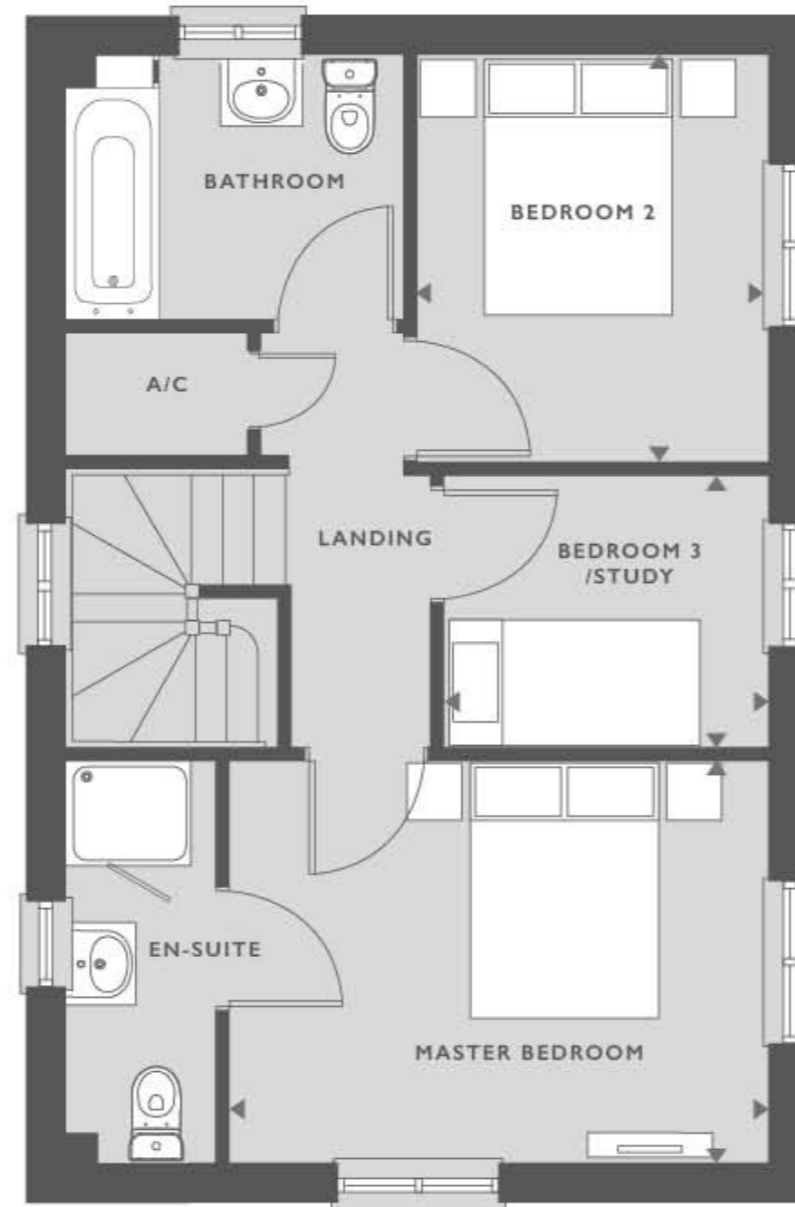 BATHROOM
BEDROOM 2
A/C
LANDING
BEDROOM 3
/STUDY
EN-SUITE
MASTER BEDROOM